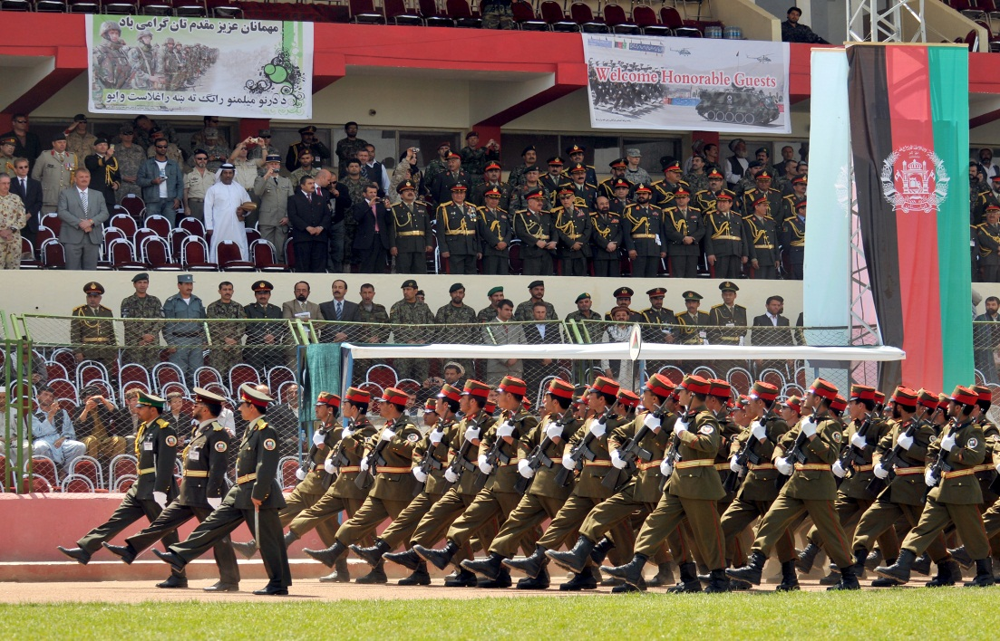 مهمانان عزیز مقدم تان گرامی باد
د درنو میلمنو راتګ ته ښه راغلاست وایو
Welcome Honorable Guests